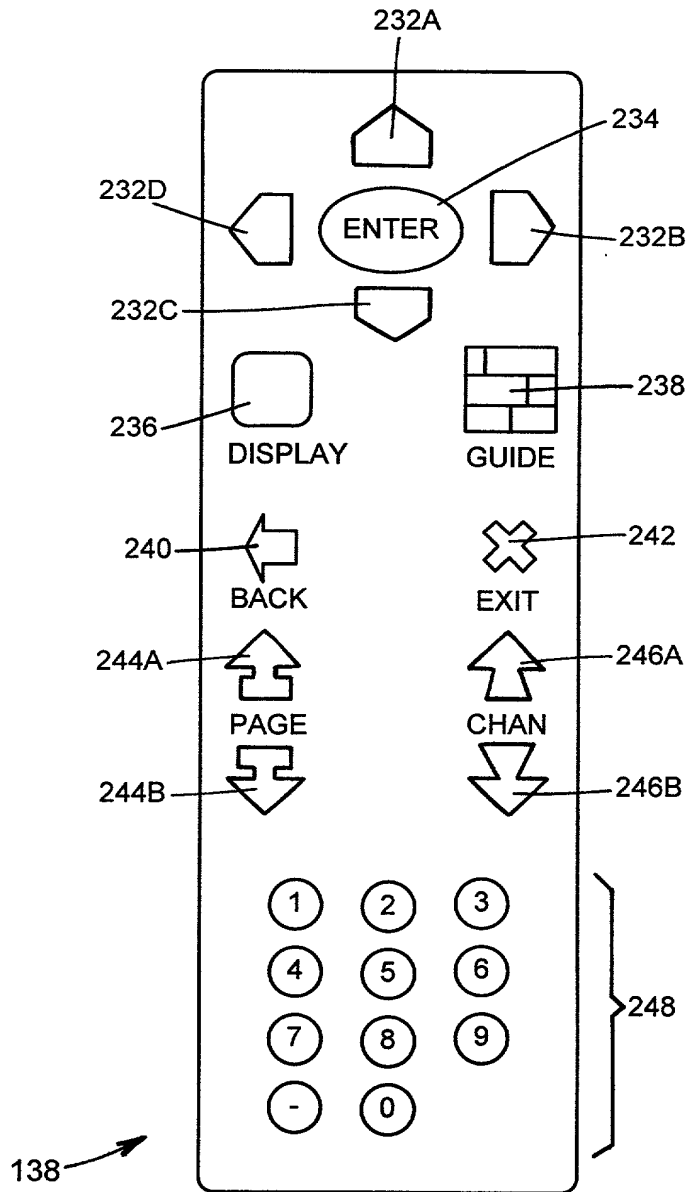 232A
234
232D
ENTER
232B
232C
238
236
DISPLAY
GUIDE
240
242
BACK
EXIT
244A
246A
PAGE
CHAN
244B
246B
1 2 3
4 5 6
248
7 8 9
- 0
138